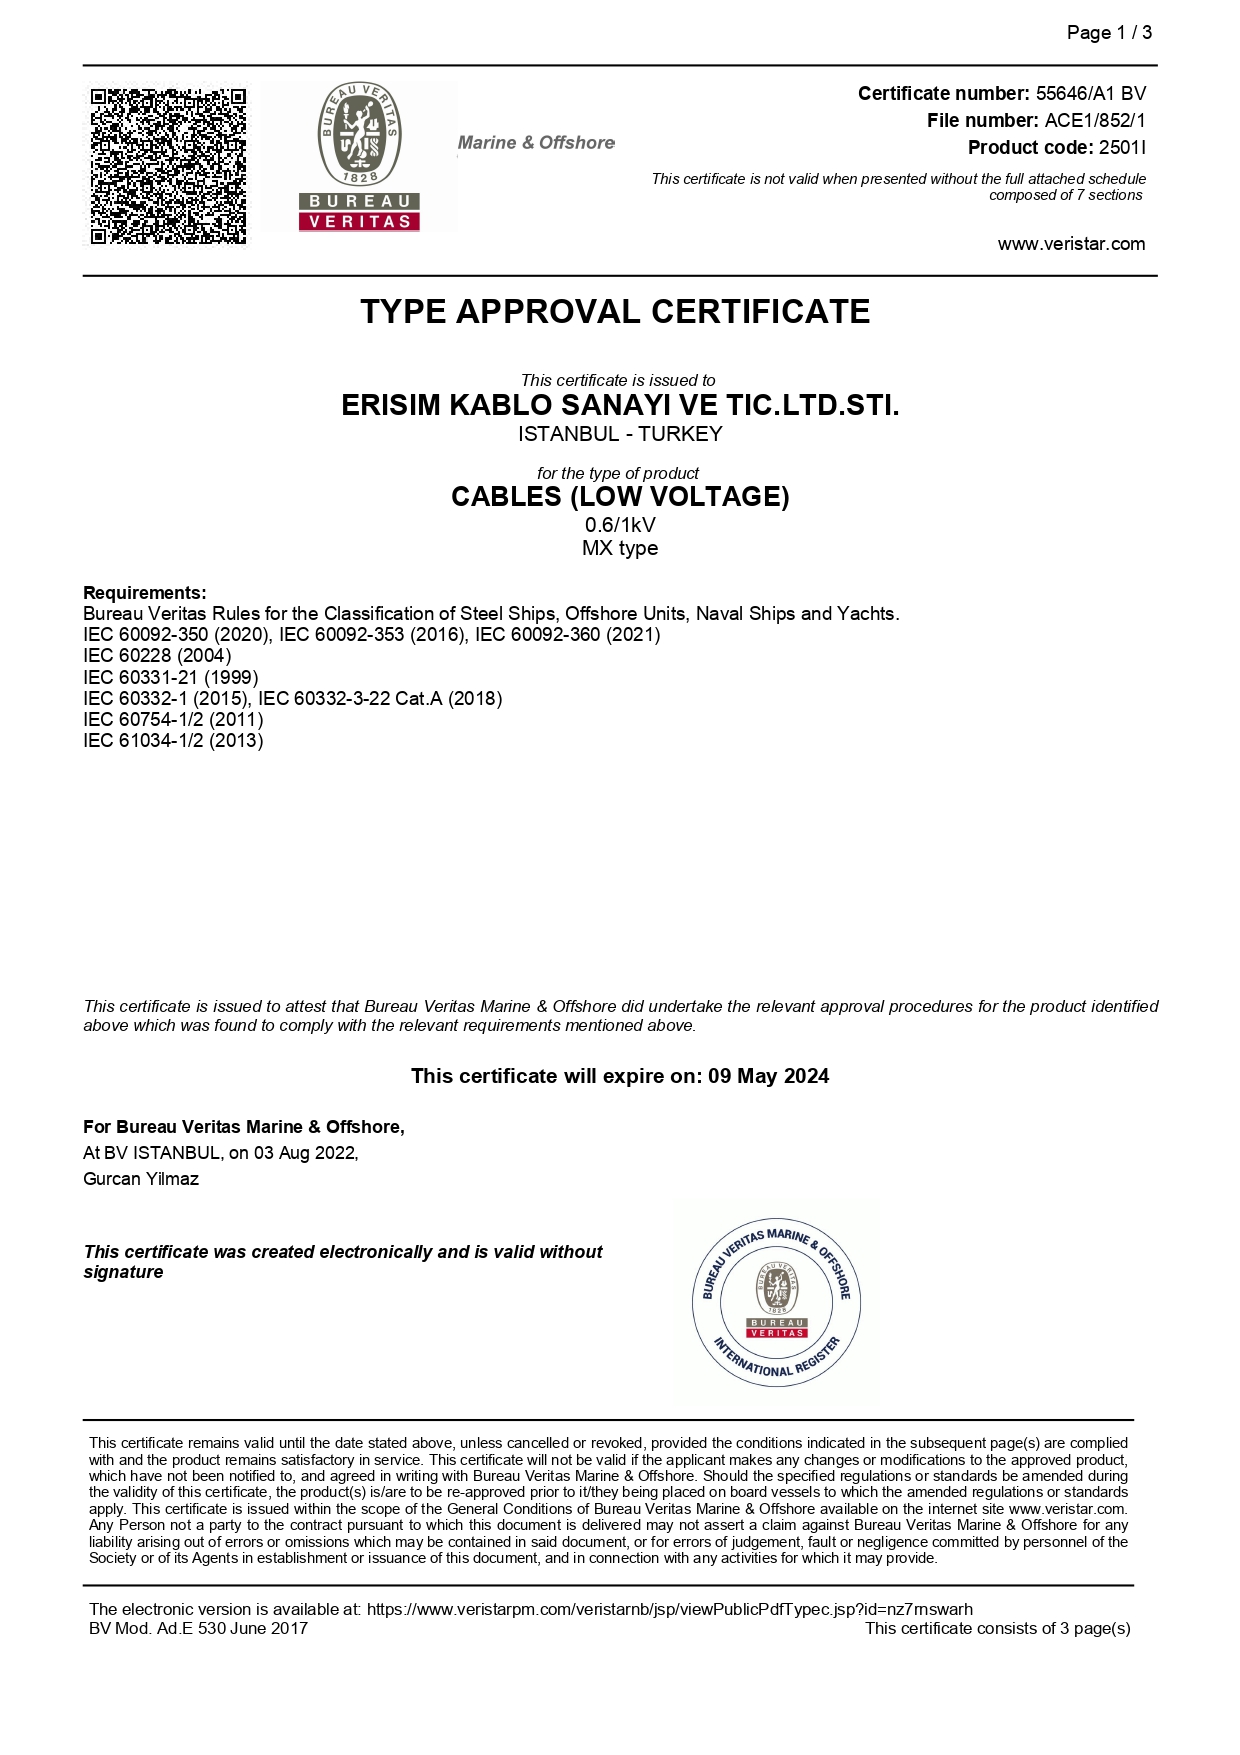 Page 1 / 3
BUREAU VERITAS
1828
BUREAU
VERITAS
Marine & Offshore
Certificate number: 55646/A1 BV
File number: ACE1/852/1
Product code: 2501I
This certificate is not valid when presented without the full attached schedule
composed of 7 sections
www.veristar.com
TYPE APPROVAL CERTIFICATE
This certificate is issued to
ERISIM KABLO SANAYI VE TIC.LTD.STI.
ISTANBUL - TURKEY
for the type of product
CABLES (LOW VOLTAGE)
0.6/1kV
MX type
Requirements:
Bureau Veritas Rules for the Classification of Steel Ships, Offshore Units, Naval Ships and Yachts.
IEC 60092-350 (2020), IEC 60092-353 (2016), IEC 60092-360 (2021)
IEC 60228 (2004)
IEC 60331-21 (1999)
IEC 60332-1 (2015), IEC 60332-3-22 Cat.A (2018)
IEC 60754-1/2 (2011)
IEC 61034-1/2 (2013)
This certificate is issued to attest that Bureau Veritas Marine & Offshore did undertake the relevant approval procedures for the product identified
above which was found to comply with the relevant requirements mentioned above.
This certificate will expire on: 09 May 2024
For Bureau Veritas Marine & Offshore,
At BV ISTANBUL, on 03 Aug 2022,
Gurcan Yilmaz
This certificate was created electronically and is valid without
signature
BUREAU VERITAS MARINE & OFFSHORE
BUREAU VERITAS
1828
BUREAU
VERITAS
INTERNATIONAL REGISTER
This certificate remains valid until the date stated above, unless cancelled or revoked, provided the conditions indicated in the subsequent page(s) are complied
with and the product remains satisfactory in service. This certificate will not be valid if the applicant makes any changes or modifications to the approved product,
which have not been notified to, and agreed in writing with Bureau Veritas Marine & Offshore. Should the specified regulations or standards be amended during
the validity of this certificate, the product(s) is/are to be re-approved prior to it/they being placed on board vessels to which the amended regulations or standards
apply. This certificate is issued within the scope of the General Conditions of Bureau Veritas Marine & Offshore available on the internet site www.veristar.com.
Any Person not a party to the contract pursuant to which this document is delivered may not assert a claim against Bureau Veritas Marine & Offshore for any
liability arising out of errors or omissions which may be contained in said document, or for errors of judgement, fault or negligence committed by personnel of the
Society or of its Agents in establishment or issuance of this document, and in connection with any activities for which it may provide.
The electronic version is available at: https://www.veristarpm.com/veristarnb/jsp/viewPublicPdfTypec.jsp?id=nz7rnswarh
BV Mod. Ad.E 530 June 2017
This certificate consists of 3 page(s)